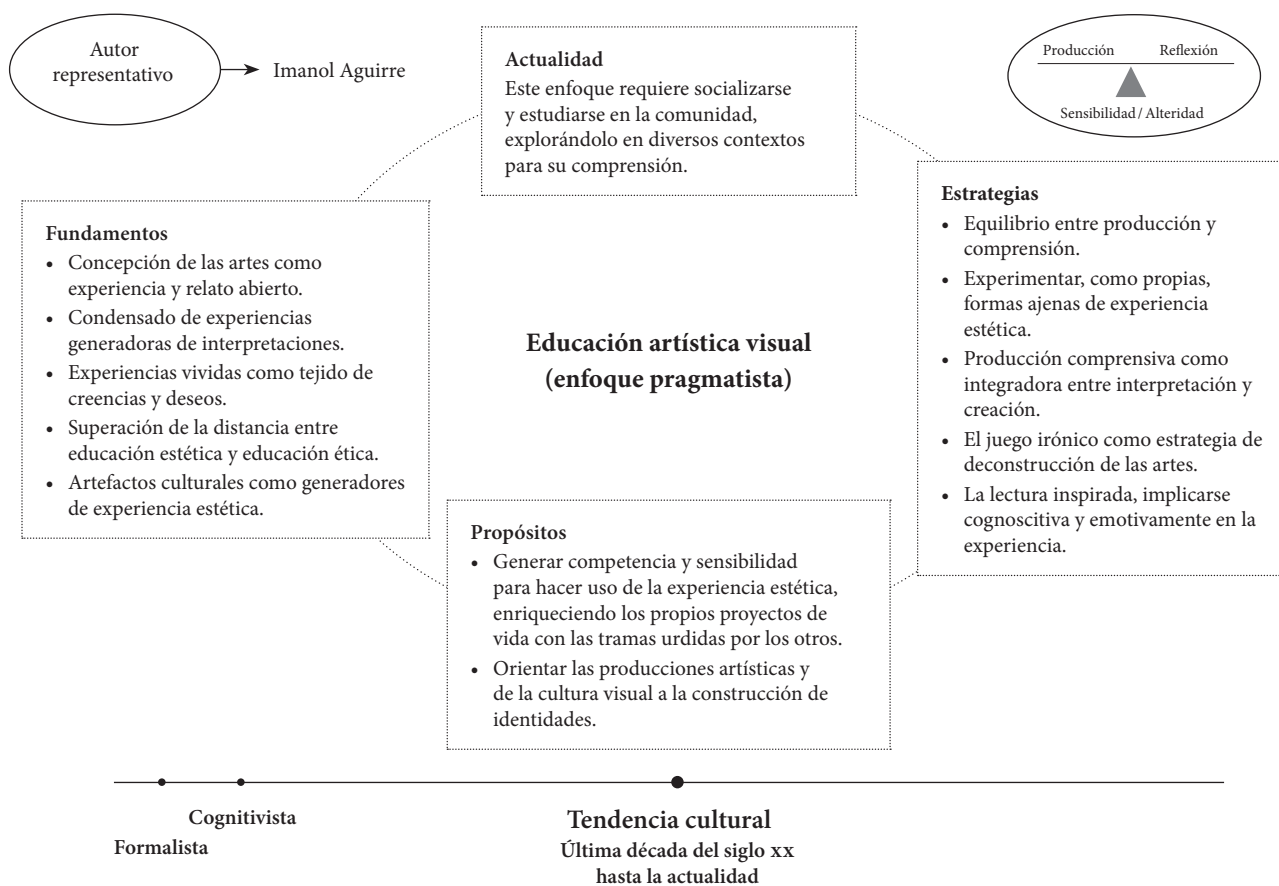 Autor
representativo
Imanol Aguirre
Actualidad
Este enfoque requiere socializarse
y estudiarse en la comunidad,
explorándolo en diversos contextos
para su comprensión.
Producción Reflexión
Sensibilidad / Alteridad
Fundamentos
• Concepción de las artes como
experiencia y relato abierto.
• Condensado de experiencias
generadoras de interpretaciones.
• Experiencias vividas como tejido de
creencias y deseos.
• Superación de la distancia entre
educación estética y educación ética.
• Artefactos culturales como generadores
de experiencia estética.
Educación artística visual
(enfoque pragmatista)
Estrategias
• Equilibrio entre producción y
comprensión.
• Experimentar, como propias,
formas ajenas de experiencia
estética.
• Producción comprensiva como
integradora entre interpretación y
creación.
• El juego irónico como estrategia de
deconstrucción de las artes.
• La lectura inspirada, implicarse
cognoscitiva y emotivamente en la
experiencia.
Propósitos
• Generar competencia y sensibilidad
para hacer uso de la experiencia estética,
enriqueciendo los propios proyectos de
vida con las tramas urdidas por los otros.
• Orientar las producciones artísticas y
de la cultura visual a la construcción de
identidades.
Formalista
Cognitivista
Tendencia cultural
Última década del siglo XX
hasta la actualidad